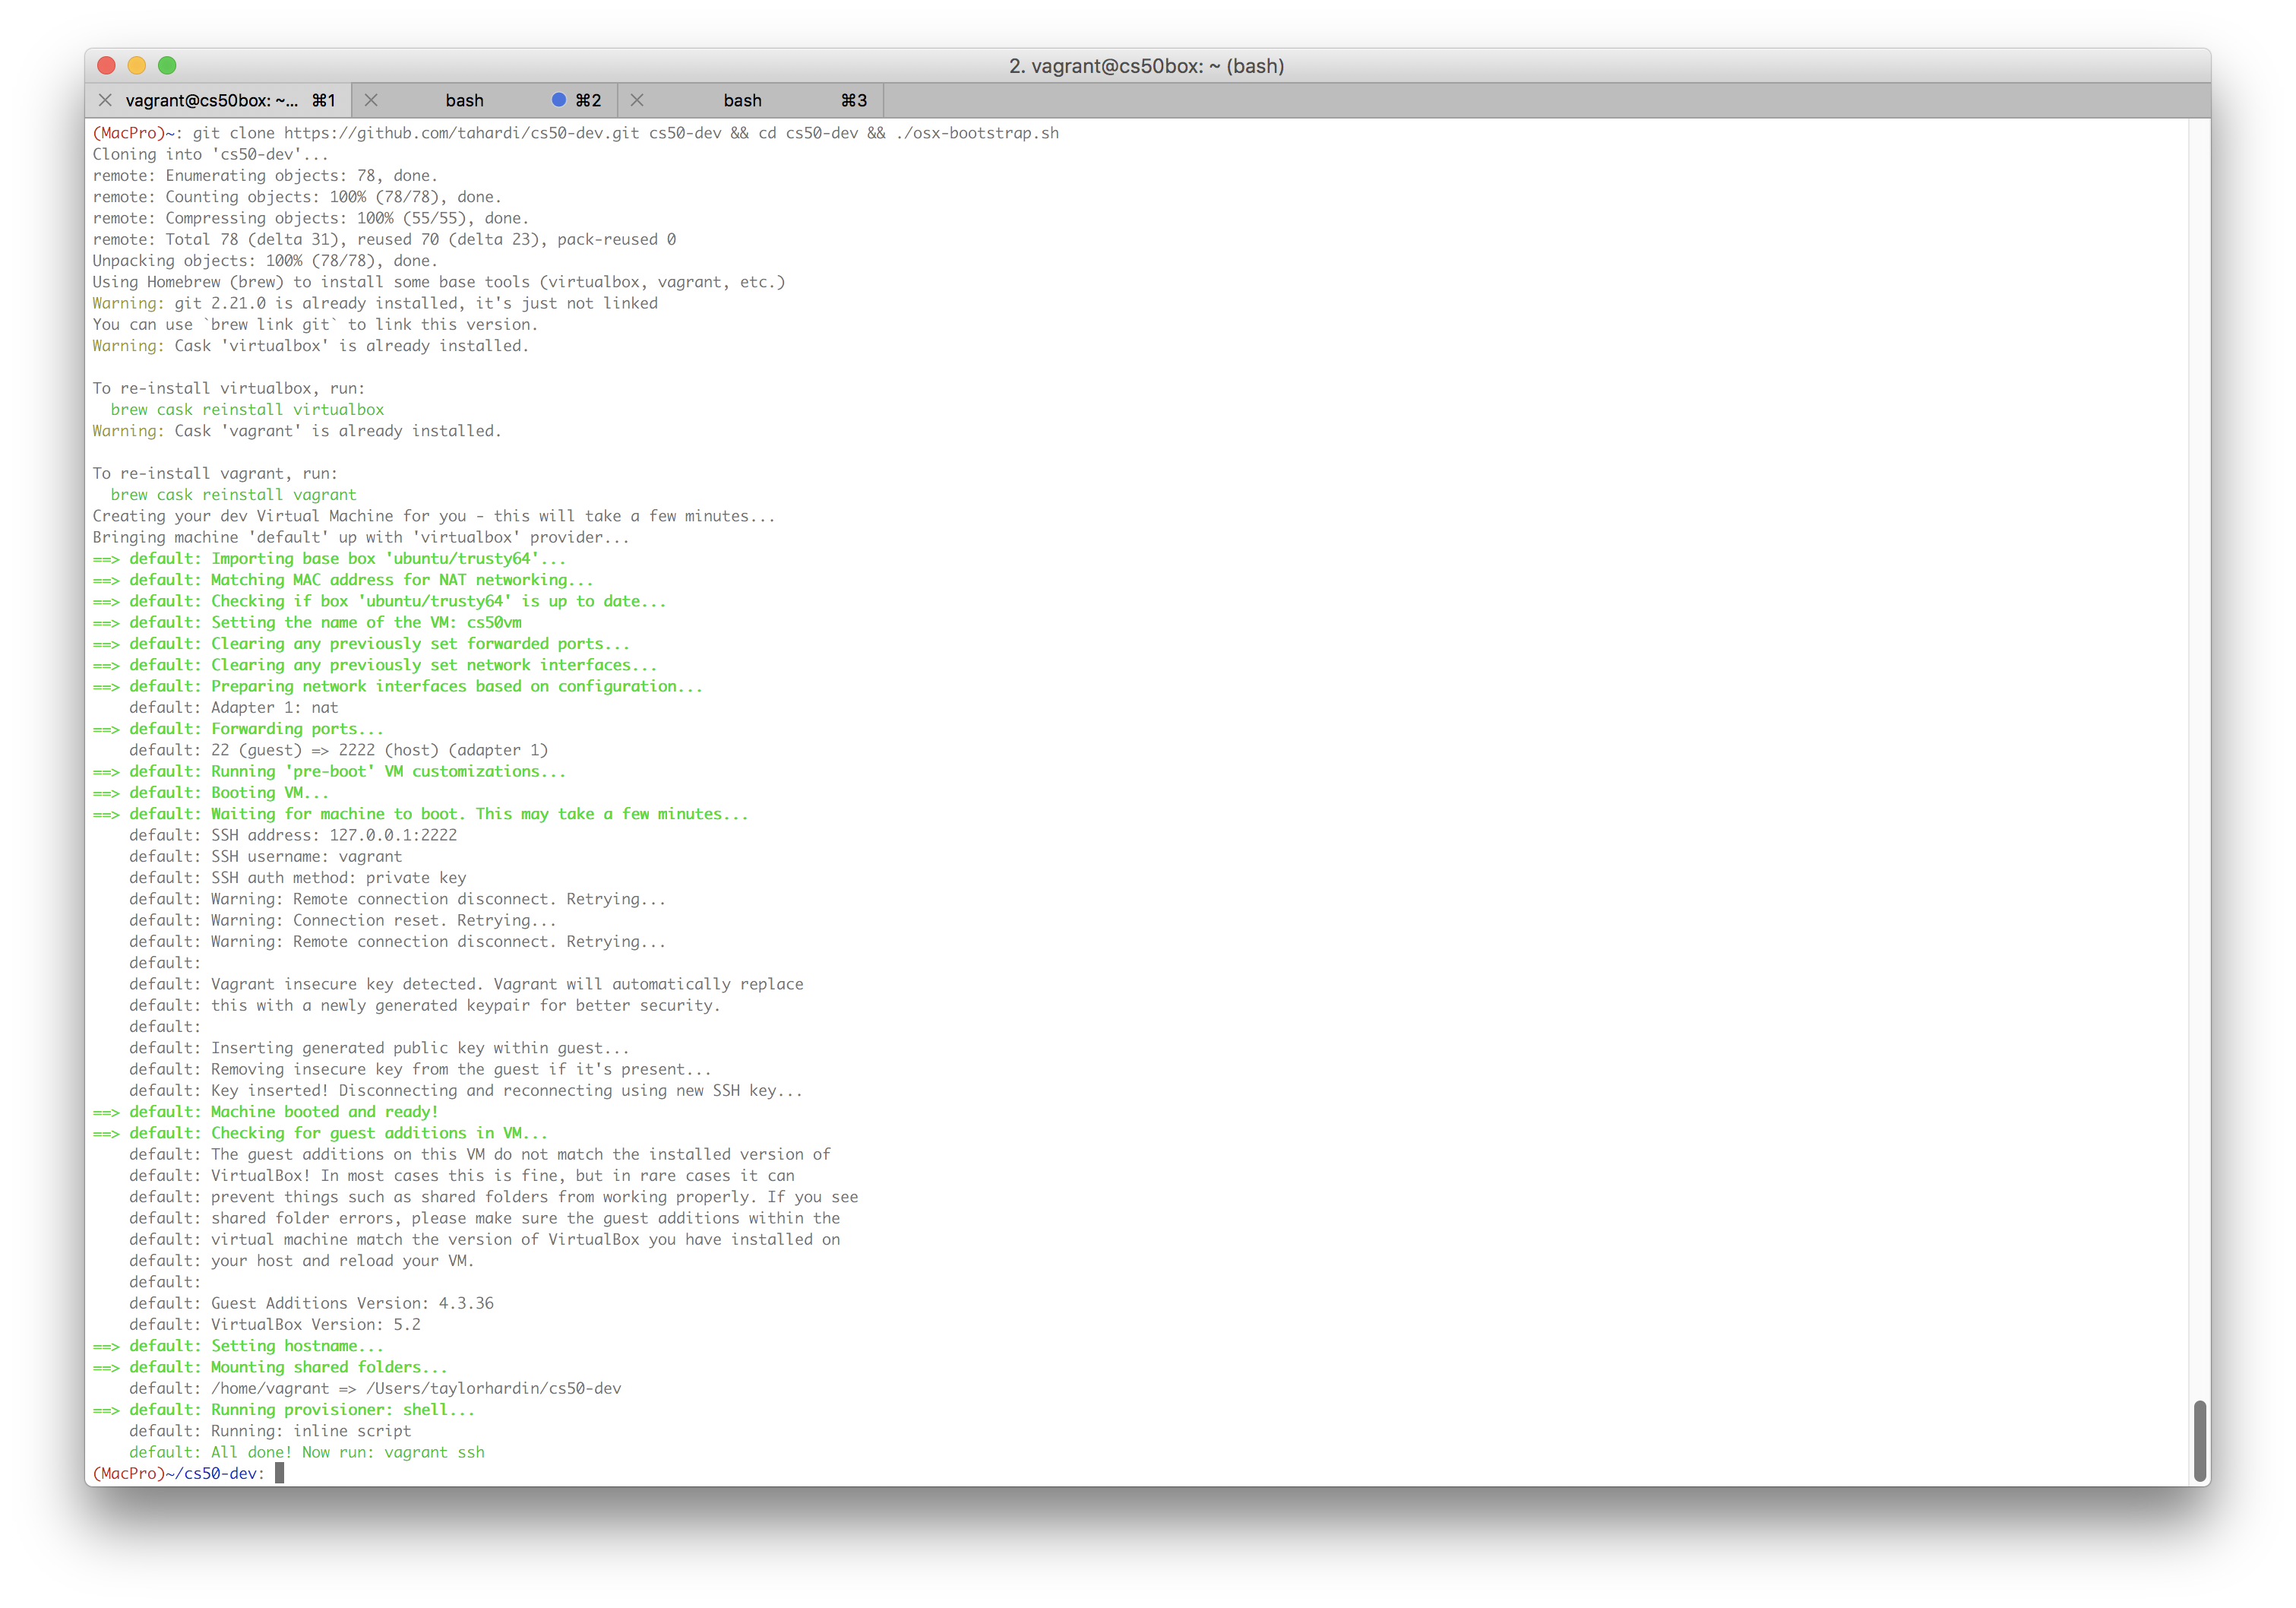 2. vagrant@cs50box: ~ (bash)
vagrant@cs50box: ~... ⌘1 bash ⌘2 bash ⌘3
(MacPro)~: git clone https://github.com/tahardi/cs50-dev.git cs50-dev && cd cs50-dev && ./osx-bootstrap.sh
Cloning into 'cs50-dev'...
remote: Enumerating objects: 78, done.
remote: Counting objects: 100% (78/78), done.
remote: Compressing objects: 100% (55/55), done.
remote: Total 78 (delta 31), reused 70 (delta 23), pack-reused 0
Unpacking objects: 100% (78/78), done.
Using Homebrew (brew) to install some base tools (virtualbox, vagrant, etc.)
Warning: git 2.21.0 is already installed, it's just not linked
You can use `brew link git` to link this version.
Warning: Cask 'virtualbox' is already installed.

To re-install virtualbox, run:
  brew cask reinstall virtualbox
Warning: Cask 'vagrant' is already installed.

To re-install vagrant, run:
  brew cask reinstall vagrant
Creating your dev Virtual Machine for you - this will take a few minutes...
Bringing machine 'default' up with 'virtualbox' provider...
==> default: Importing base box 'ubuntu/trusty64'...
==> default: Matching MAC address for NAT networking...
==> default: Checking if box 'ubuntu/trusty64' is up to date...
==> default: Setting the name of the VM: cs50vm
==> default: Clearing any previously set forwarded ports...
==> default: Clearing any previously set network interfaces...
==> default: Preparing network interfaces based on configuration...
    default: Adapter 1: nat
==> default: Forwarding ports...
    default: 22 (guest) => 2222 (host) (adapter 1)
==> default: Running 'pre-boot' VM customizations...
==> default: Booting VM...
==> default: Waiting for machine to boot. This may take a few minutes...
    default: SSH address: 127.0.0.1:2222
    default: SSH username: vagrant
    default: SSH auth method: private key
    default: Warning: Remote connection disconnect. Retrying...
    default: Warning: Connection reset. Retrying...
    default: Warning: Remote connection disconnect. Retrying...
    default:
    default: Vagrant insecure key detected. Vagrant will automatically replace
    default: this with a newly generated keypair for better security.
    default:
    default: Inserting generated public key within guest...
    default: Removing insecure key from the guest if it's present...
    default: Key inserted! Disconnecting and reconnecting using new SSH key...
==> default: Machine booted and ready!
==> default: Checking for guest additions in VM...
    default: The guest additions on this VM do not match the installed version of
    default: VirtualBox! In most cases this is fine, but in rare cases it can
    default: prevent things such as shared folders from working properly. If you see
    default: shared folder errors, please make sure the guest additions within the
    default: virtual machine match the version of VirtualBox you have installed on
    default: your host and reload your VM.
    default:
    default: Guest Additions Version: 4.3.36
    default: VirtualBox Version: 5.2
==> default: Setting hostname...
==> default: Mounting shared folders...
    default: /home/vagrant => /Users/taylorhardin/cs50-dev
==> default: Running provisioner: shell...
    default: Running: inline script
    default: All done! Now run: vagrant ssh
(MacPro)~/cs50-dev: